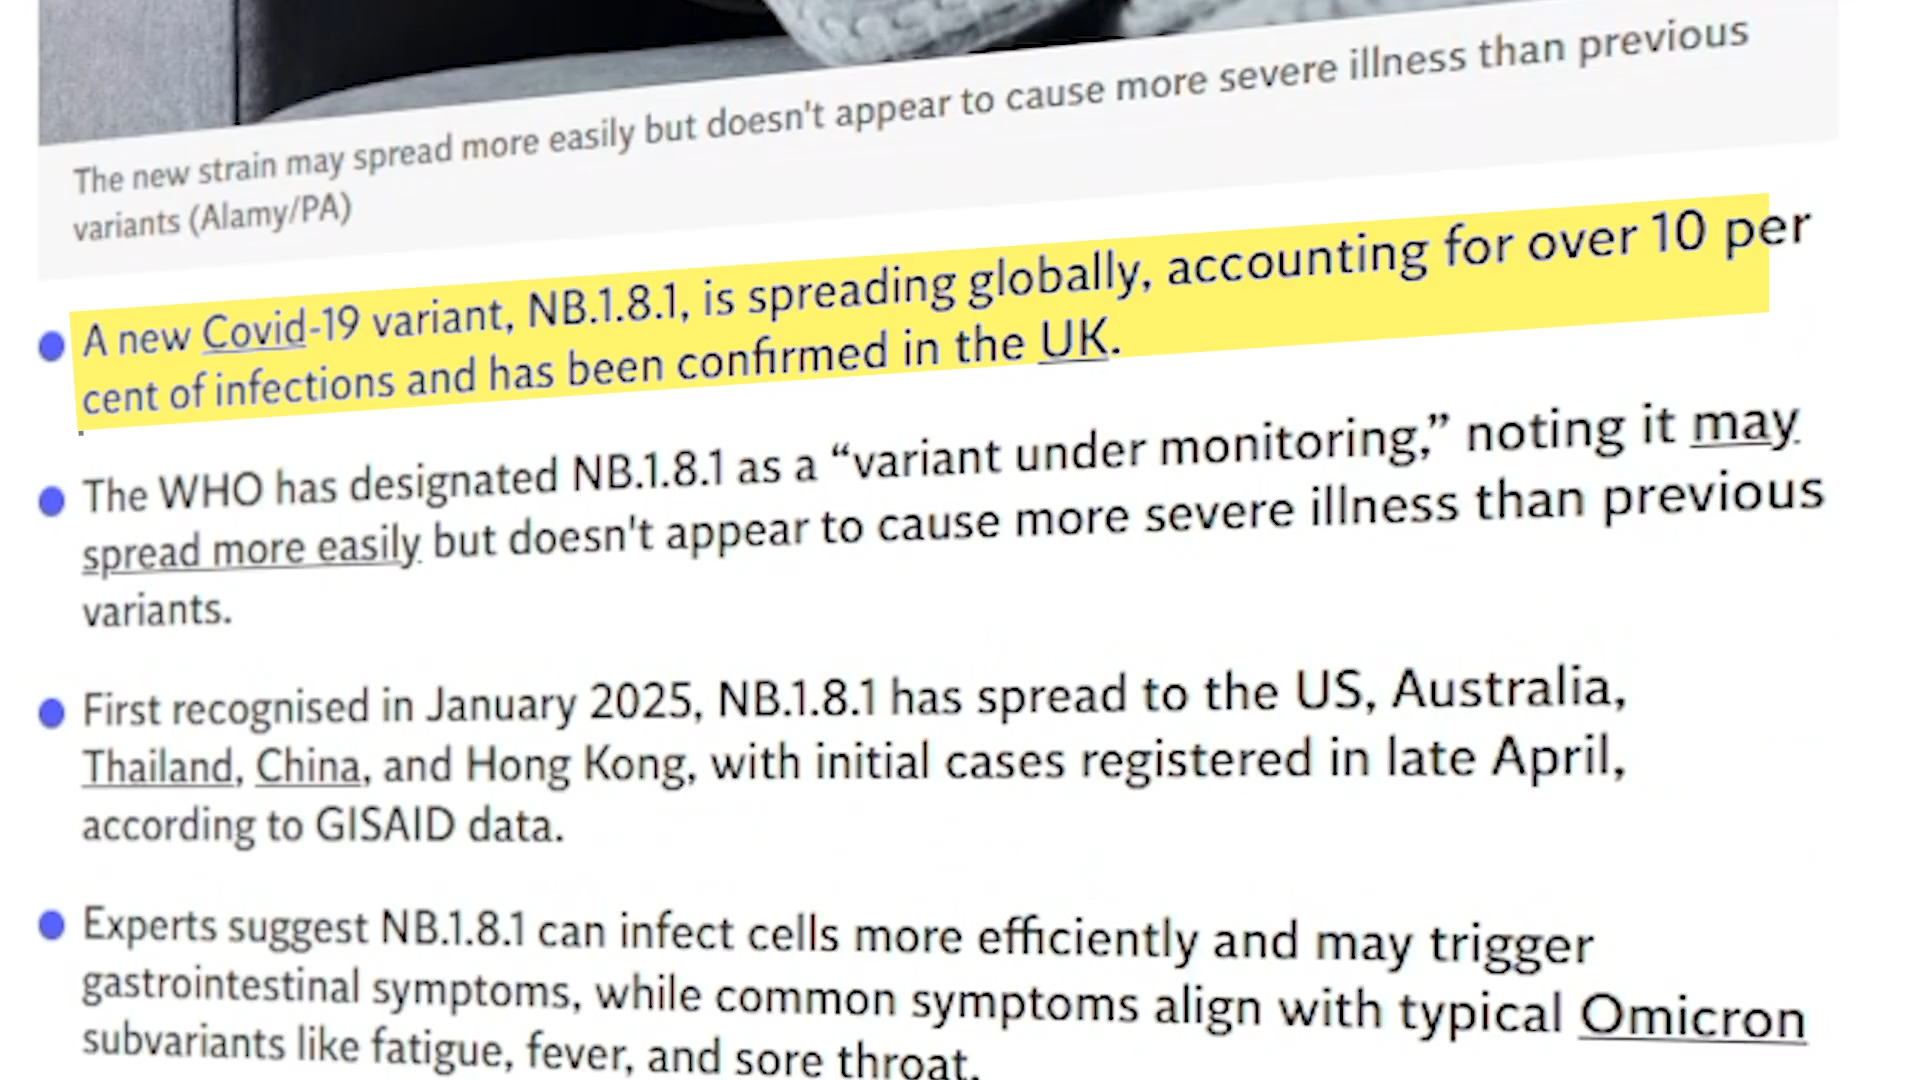 The new strain may spread more easily but doesn't appear to cause more severe illness than previous
variants (Alamy/PA)
A new Covid-19 variant, NB.1.8.1, is spreading globally, accounting for over 10 per
cent of infections and has been confirmed in the UK.
The WHO has designated NB.1.8.1 as a “variant under monitoring,” noting it may
spread more easily but doesn't appear to cause more severe illness than previous
variants.
First recognised in January 2025, NB.1.8.1 has spread to the US, Australia,
Thailand, China, and Hong Kong, with initial cases registered in late April,
according to GISAID data.
Experts suggest NB.1.8.1 can infect cells more efficiently and may trigger
gastrointestinal symptoms, while common symptoms align with typical Omicron
subvariants like fatigue, fever, and sore throat.